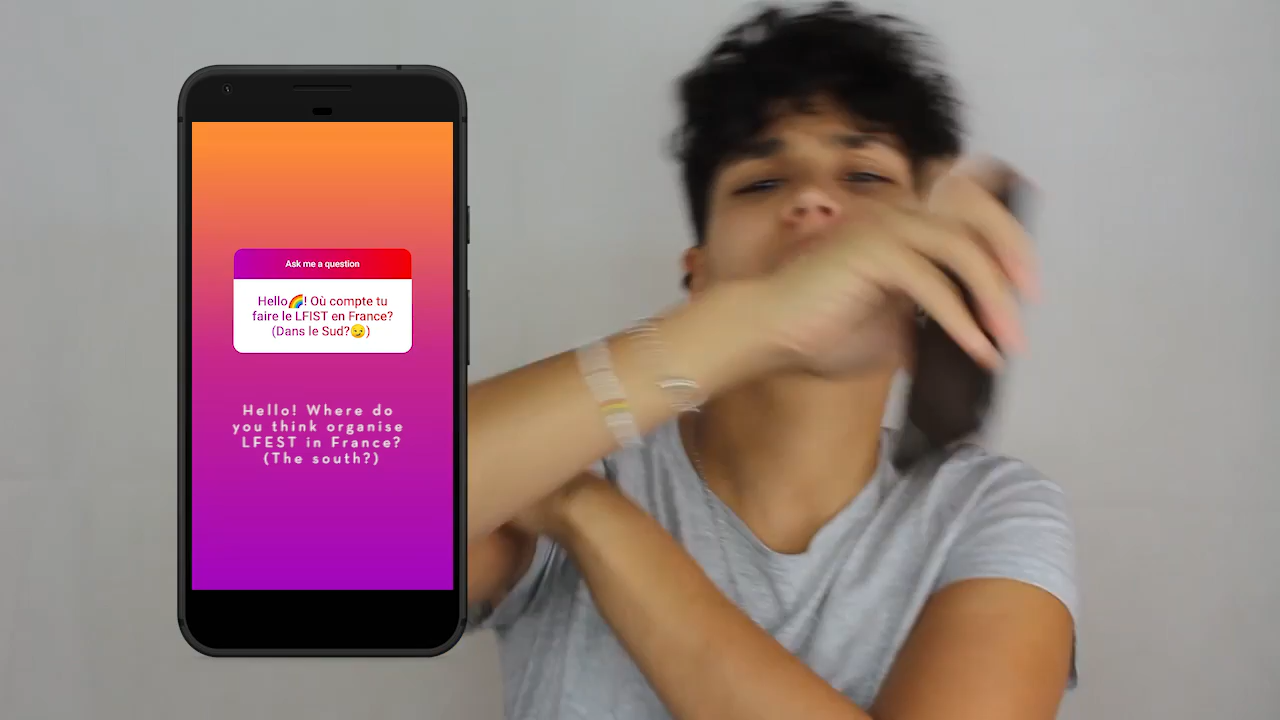 Ask me a question
Hello🌈! Où compte tu
faire le LFIST en France?
(Dans le Sud?😏)
Hello! Where do
you think organise
LFEST in France?
(The south?)